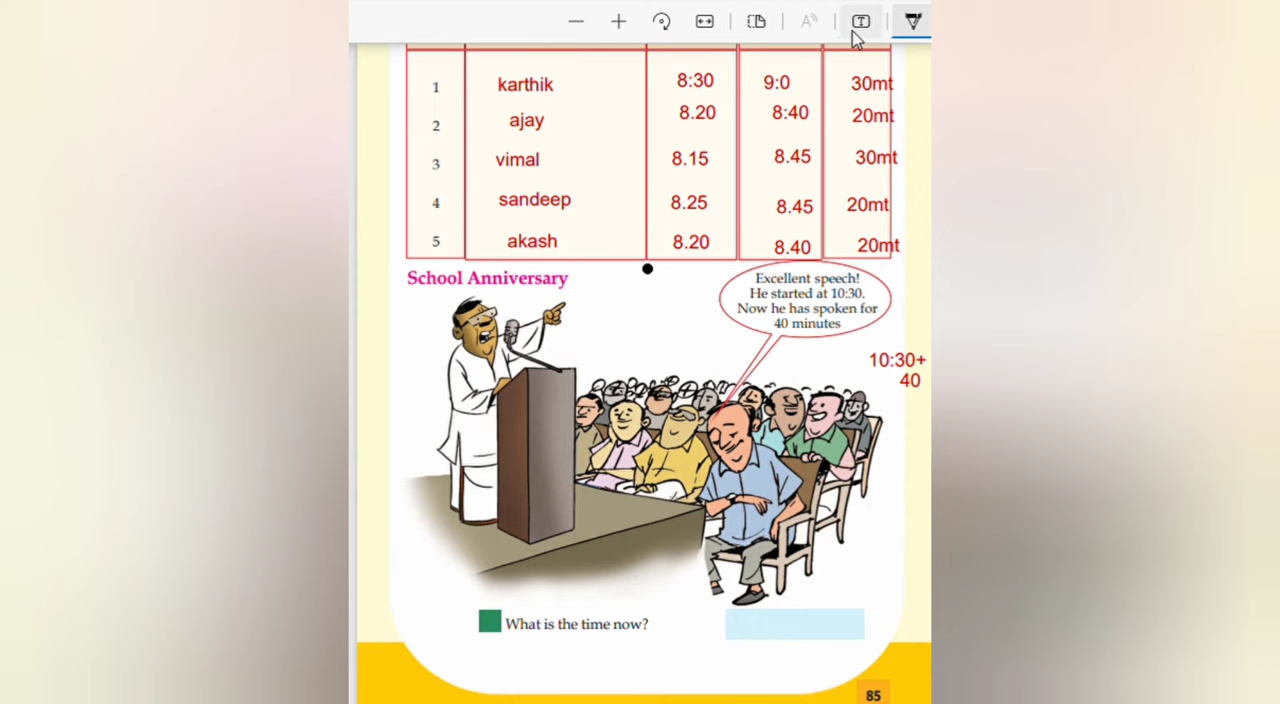 1 karthik 8:30 9:0 30mt
2 ajay 8.20 8:40 20mt
3 vimal 8.15 8.45 30mt
4 sandeep 8.25 8.45 20mt
5 akash 8.20 8.40 20mt
School Anniversary
Excellent speech!
He started at 10:30.
Now he has spoken for
40 minutes
10:30+
40
What is the time now?
85